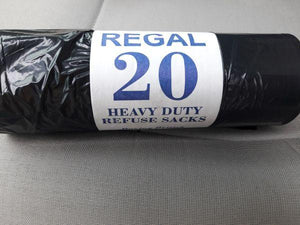 REGAL
20
HEAVY DUTY
REFUSE SACKS